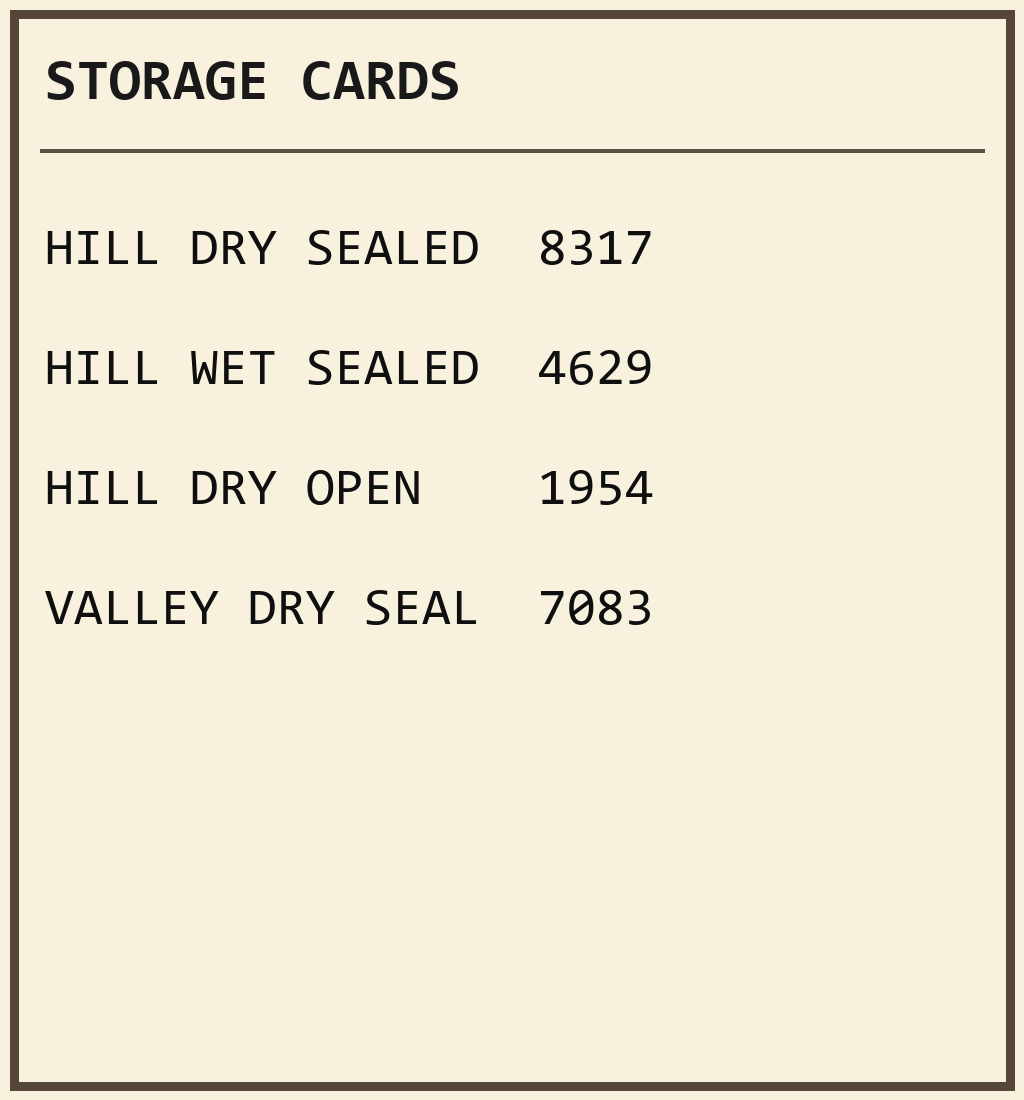 STORAGE CARDS
HILL DRY SEALED  8317
HILL WET SEALED  4629
HILL DRY OPEN    1954
VALLEY DRY SEAL  7083